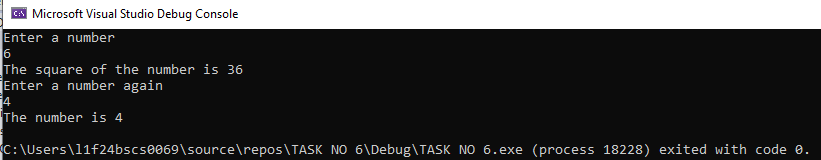 Microsoft Visual Studio Debug Console
Enter a number
6
The square of the number is 36
Enter a number again
4
The number is 4
C:\Users\l1f24bscs0069\source\repos\TASK NO 6\Debug\TASK NO 6.exe (process 18228) exited with code 0.